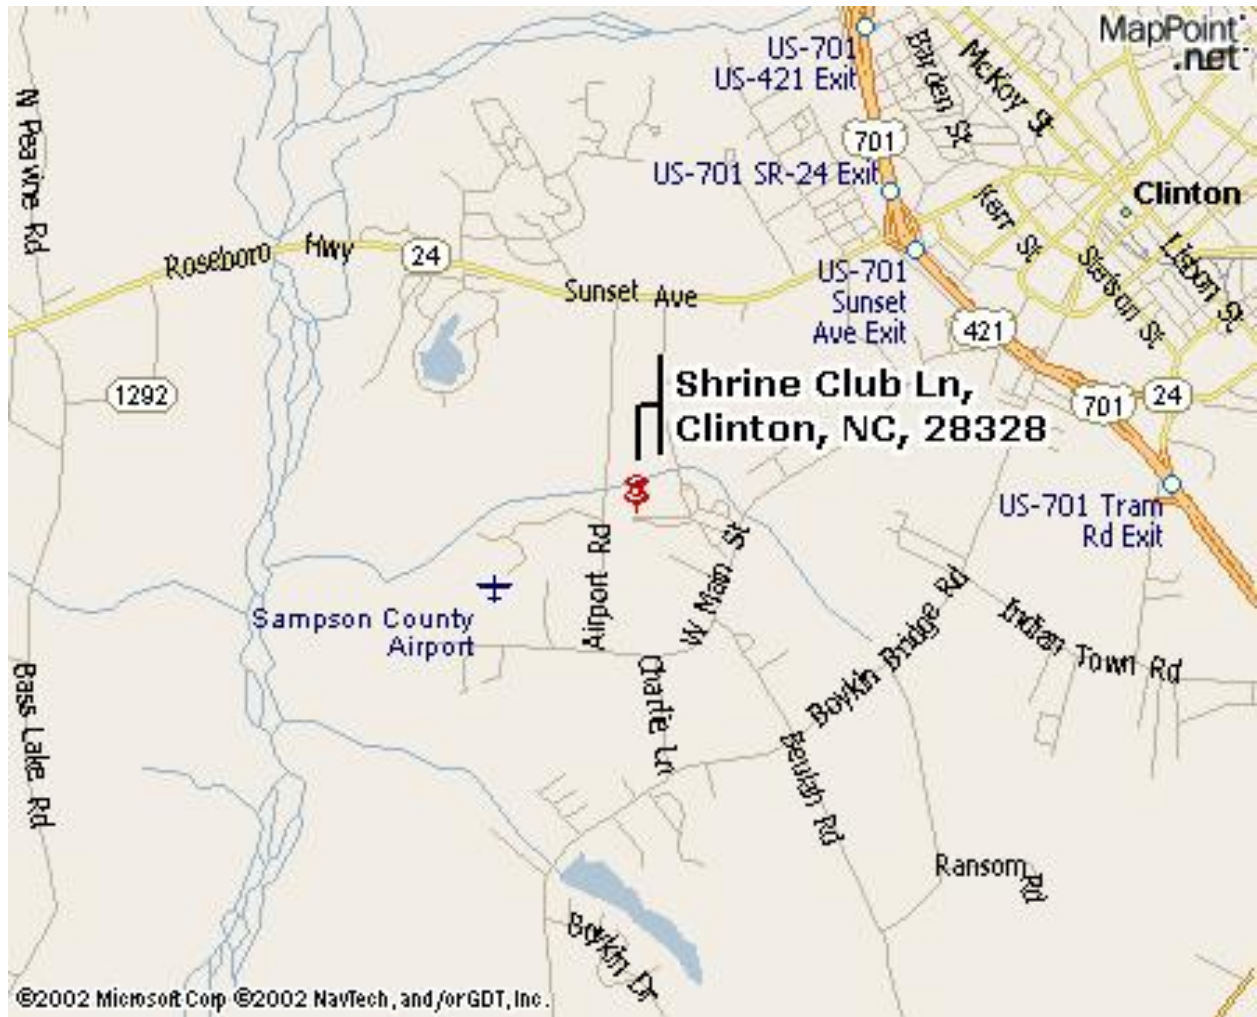 MapPoint
.net
US-701
US-421 Exit
Barden St
McKoy St
N Peavine Rd
701
US-701 SR-24 Exit
Clinton
Kerr St
Roseboro Hwy
24
Stetson St
Lisbon St
Sunset Ave
US-701
Sunset
Ave Exit
421
1292
701
24
Shrine Club Ln,
Clinton, NC, 28328
US-701 Tram
Rd Exit
Airport Rd
W Main St
Sampson County
Airport
Boykin Bridge Rd
Indian Town Rd
Bass Lake Rd
Charlie Ln
Beulah Rd
Ransom Rd
Boykin Dr
©2002 Microsoft Corp ©2002 NavTech, and/or GDT, Inc.